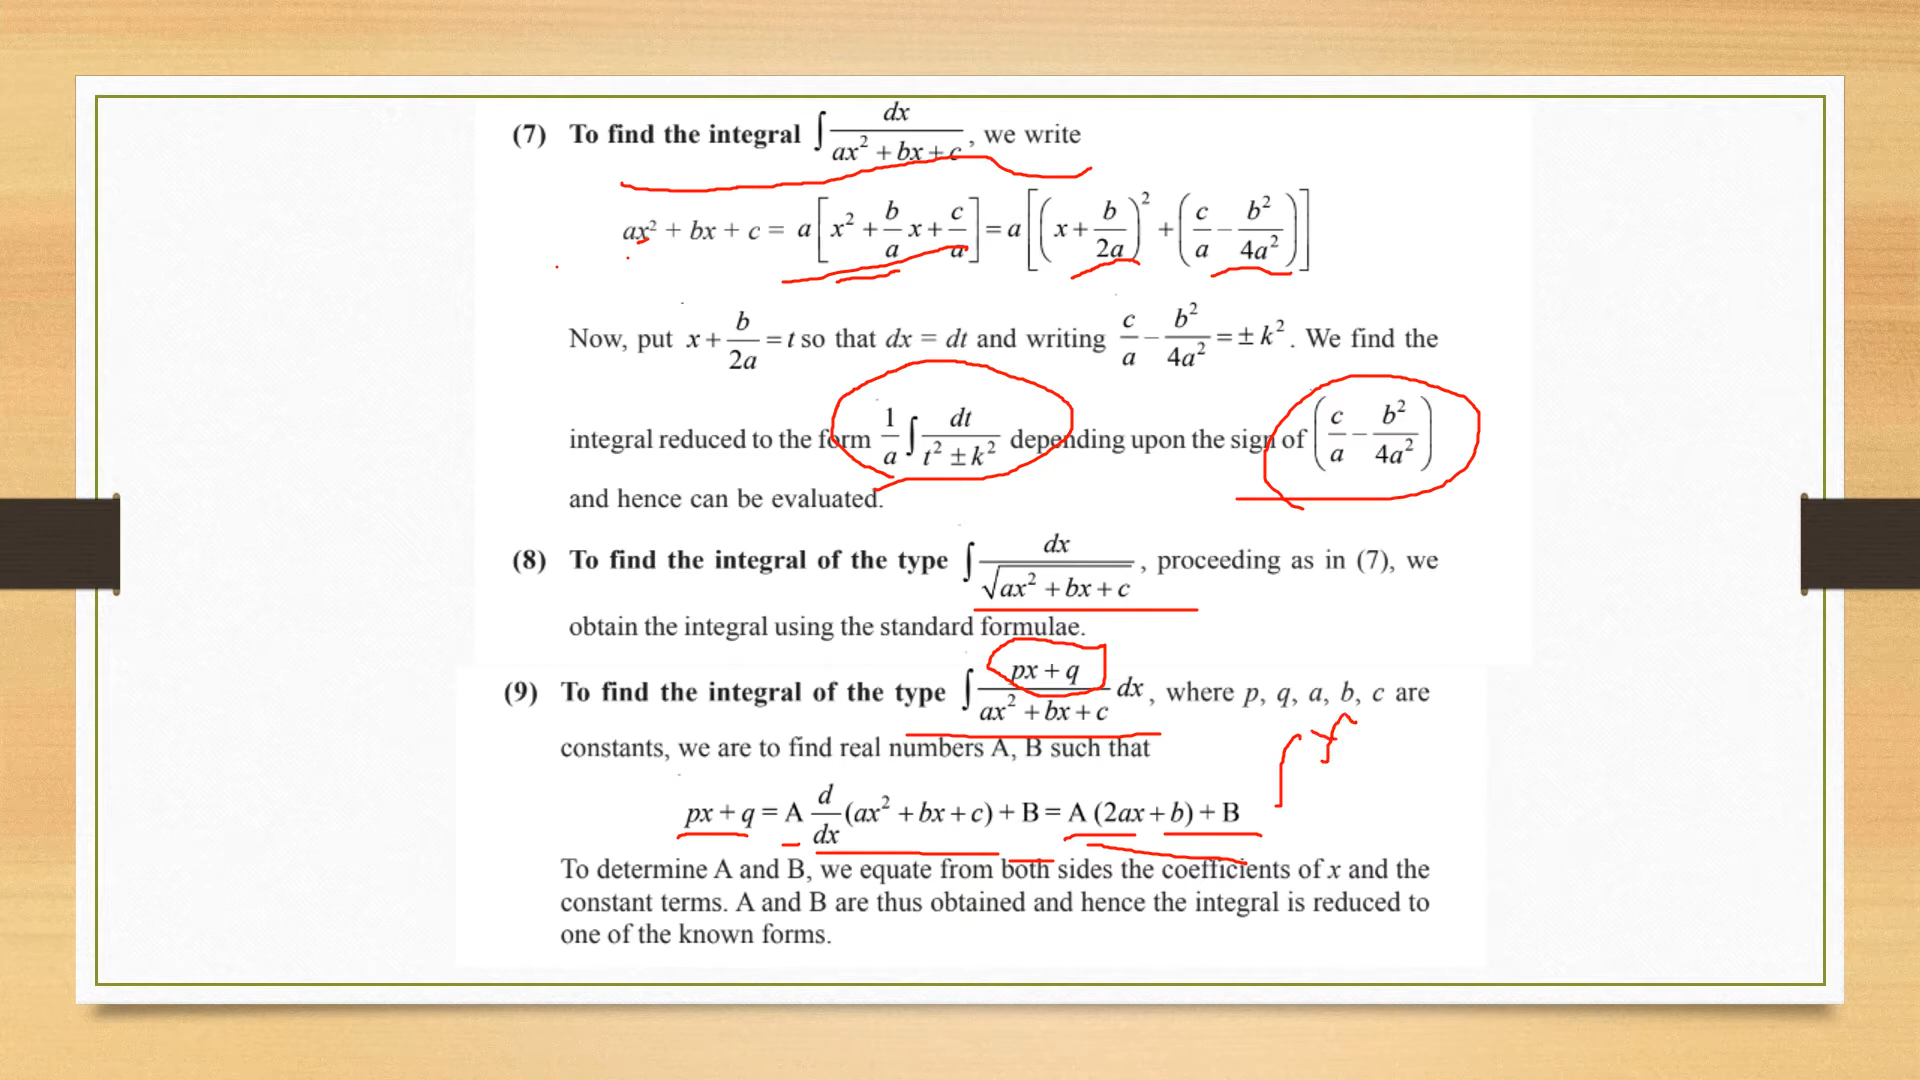 (7) To find the integral ∫ dx/(ax² + bx + c), we write
ax² + bx + c = a[x² + (b/a)x + c/a] = a[(x + b/2a)² + (c/a − b²/4a²)]
Now, put x + b/2a = t so that dx = dt and writing c/a − b²/4a² = ± k². We find the
integral reduced to the form (1/a) ∫ dt/(t² ± k²) depending upon the sign of (c/a − b²/4a²)
and hence can be evaluated.
(8) To find the integral of the type ∫ dx/√(ax² + bx + c), proceeding as in (7), we
obtain the integral using the standard formulae.
(9) To find the integral of the type ∫ (px + q)/(ax² + bx + c) dx, where p, q, a, b, c are
constants, we are to find real numbers A, B such that
px + q = A d/dx (ax² + bx + c) + B = A (2ax + b) + B
To determine A and B, we equate from both sides the coefficients of x and the
constant terms. A and B are thus obtained and hence the integral is reduced to
one of the known forms.